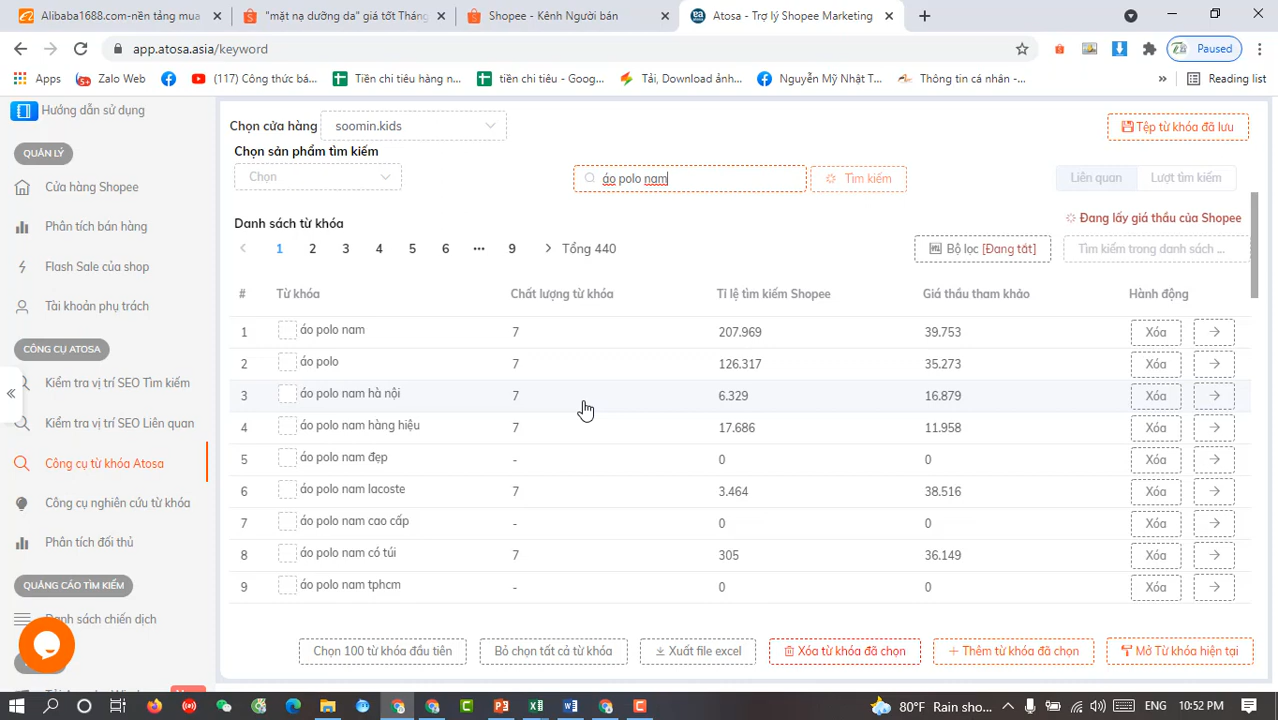 Alibaba1688.com-nền tảng mua
"mặt nạ dưỡng da" giá tốt Tháng
Shopee - Kênh Người bán
Atosa - Trợ lý Shopee Marketing
app.atosa.asia/keyword
Paused
Apps
Zalo Web
(117) Công thức bá...
Tiền chi tiêu hàng n...
tiền chi tiêu - Goog...
Tải, Download ảnh...
Nguyễn Mỹ Nhật T...
Thông tin cá nhân -...
»
Reading list
Hướng dẫn sử dụng
QUẢN LÝ
Cửa hàng Shopee
Phân tích bán hàng
Flash Sale của shop
Tài khoản phụ trách
CÔNG CỤ ATOSA
Kiểm tra vị trí SEO Tìm kiếm
Kiểm tra vị trí SEO Liên quan
Công cụ từ khóa Atosa
Công cụ nghiên cứu từ khóa
Phân tích đối thủ
QUẢNG CÁO TÌM KIẾM
Danh sách chiến dịch
Chọn cửa hàng soomin.kids
Tệp từ khóa đã lưu
Chọn sản phẩm tìm kiếm
Chọn
áo polo nam
Tìm kiếm
Liên quan
Lượt tìm kiếm
Danh sách từ khóa
Đang lấy giá thầu của Shopee
1 2 3 4 5 6 ••• 9 Tổng 440
Bộ lọc [Đang tắt]
Tìm kiếm trong danh sách ...
# Từ khóa Chất lượng từ khóa Tỉ lệ tìm kiếm Shopee Giá thầu tham khảo Hành động
1 áo polo nam 7 207.969 39.753 Xóa
2 áo polo 7 126.317 35.273 Xóa
3 áo polo nam hà nội 7 6.329 16.879 Xóa
4 áo polo nam hàng hiệu 7 17.686 11.958 Xóa
5 áo polo nam đẹp - 0 0 Xóa
6 áo polo nam lacoste 7 3.464 38.516 Xóa
7 áo polo nam cao cấp - 0 0 Xóa
8 áo polo nam có túi 7 305 36.149 Xóa
9 áo polo nam tphcm - 0 0 Xóa
Chọn 100 từ khóa đầu tiên
Bỏ chọn tất cả từ khóa
Xuất file excel
Xóa từ khóa đã chọn
Thêm từ khóa đã chọn
Mở Từ khóa hiện tại
80°F Rain sho...
ENG
10:52 PM